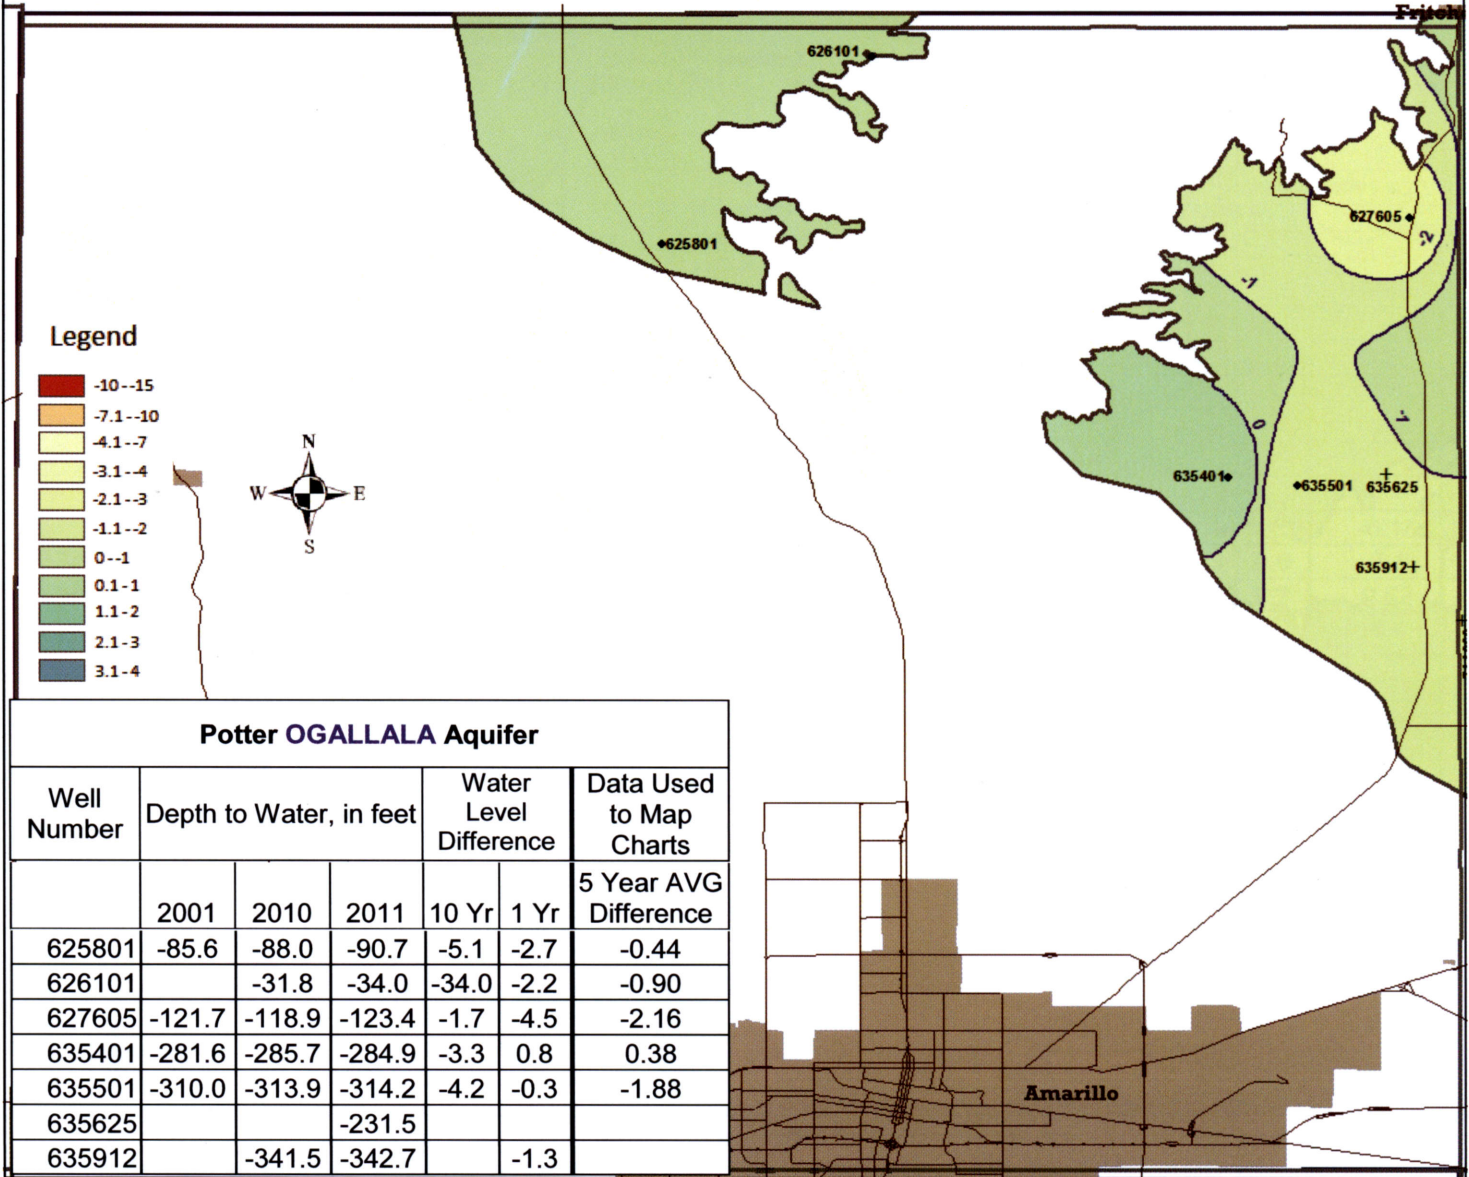 626101
627605
-2
625801
-1
Legend
-10--15
-7.1--10
-4.1--7
-3.1--4
-2.1--3
-1.1--2
0--1
0.1-1
1.1-2
2.1-3
3.1-4
N
W E
S
0
-1
635401
635501
635625
635912
Potter OGALLALA Aquifer
Well Number Depth to Water, in feet Water Level Difference Data Used to Map Charts
2001 2010 2011 10 Yr 1 Yr 5 Year AVG Difference
625801 -85.6 -88.0 -90.7 -5.1 -2.7 -0.44
626101 -31.8 -34.0 -34.0 -2.2 -0.90
627605 -121.7 -118.9 -123.4 -1.7 -4.5 -2.16
635401 -281.6 -285.7 -284.9 -3.3 0.8 0.38
635501 -310.0 -313.9 -314.2 -4.2 -0.3 -1.88
635625 -231.5
635912 -341.5 -342.7 -1.3
Amarillo